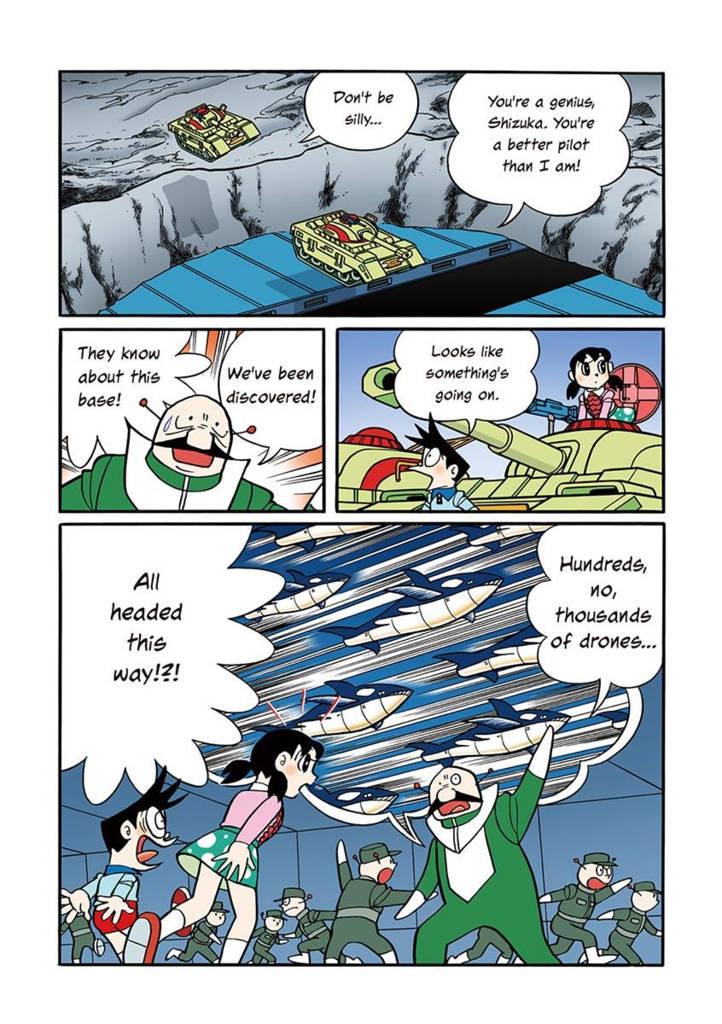 You're a genius,
Shizuka. You're
a better pilot
than I am!
Don't be
silly...
We've been
discovered!
They know
about this
base!
Looks like
something's
going on.
Hundreds,
no,
thousands
of drones...
All
headed
this
way!?!